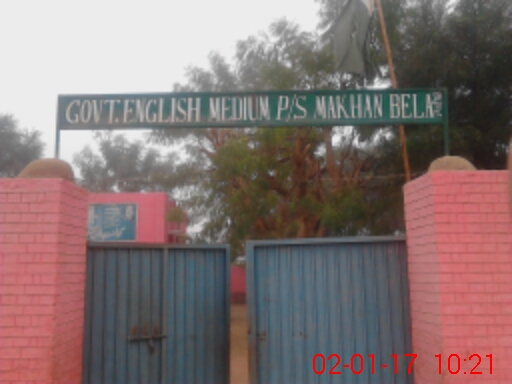 GOVT. ENGLISH MEDIUM P/S MAKHAN BELA
02-01-17 10:21